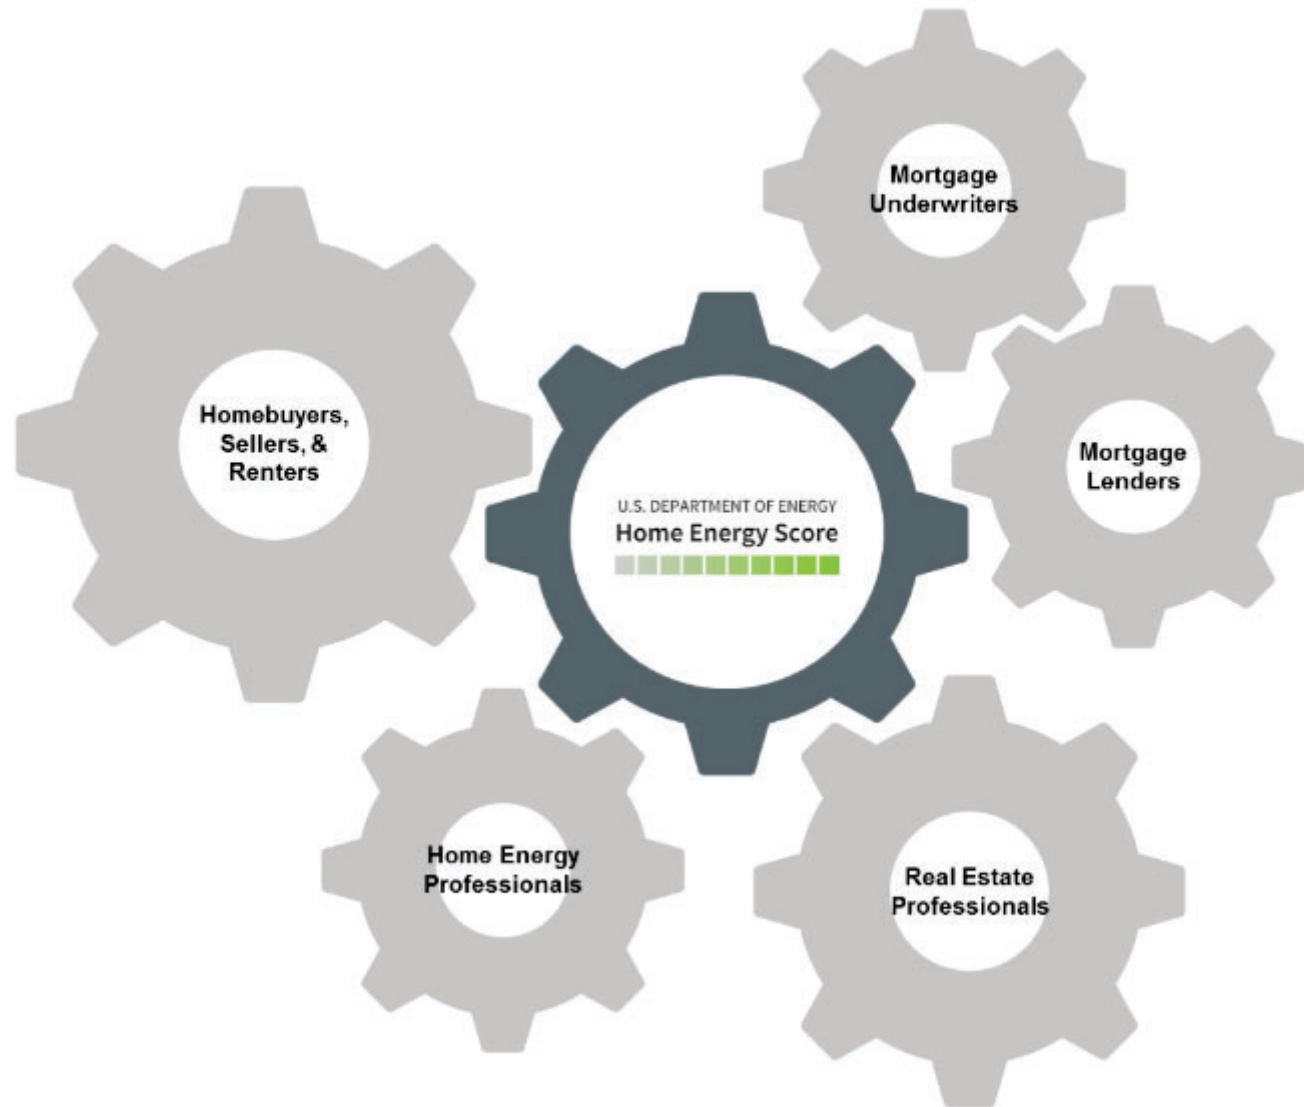 Mortgage
Underwriters
Homebuyers,
Sellers, &
Renters
Mortgage
Lenders
U.S. DEPARTMENT OF ENERGY
Home Energy Score
Home Energy
Professionals
Real Estate
Professionals